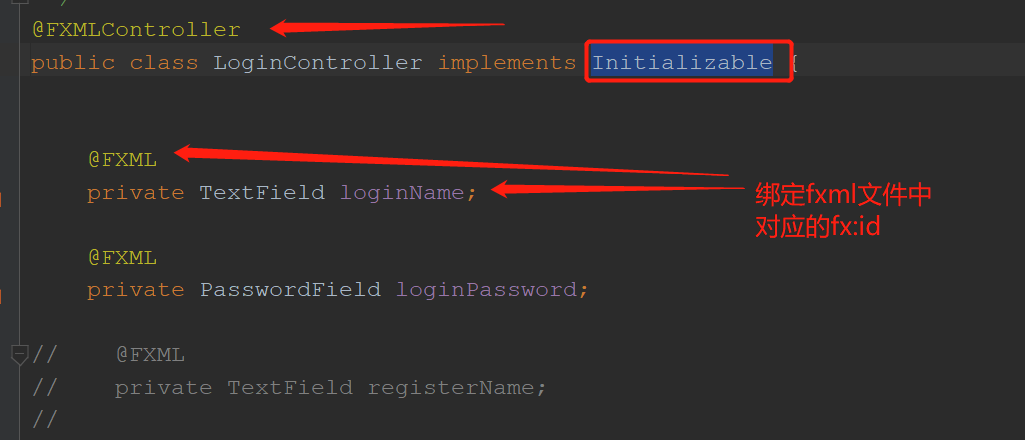 @FXMLController
public class LoginController implements Initializable {
@FXML
private TextField loginName;
绑定fxml文件中
对应的fx:id
@FXML
private PasswordField loginPassword;
// @FXML
// private TextField registerName;
//